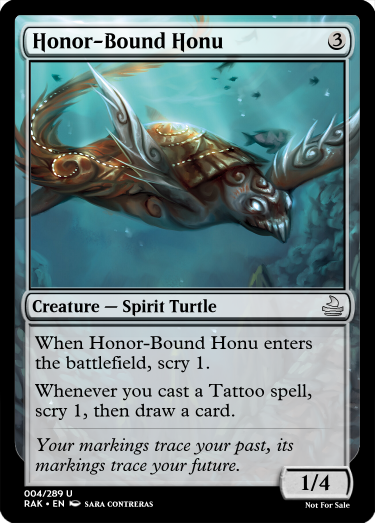 Honor-Bound Honu 3
Creature — Spirit Turtle
When Honor-Bound Honu enters
the battlefield, scry 1.
Whenever you cast a Tattoo spell,
scry 1, then draw a card.
Your markings trace your past, its
markings trace your future.
1/4
004/289 U
RAK • EN SARA CONTRERAS
Not For Sale